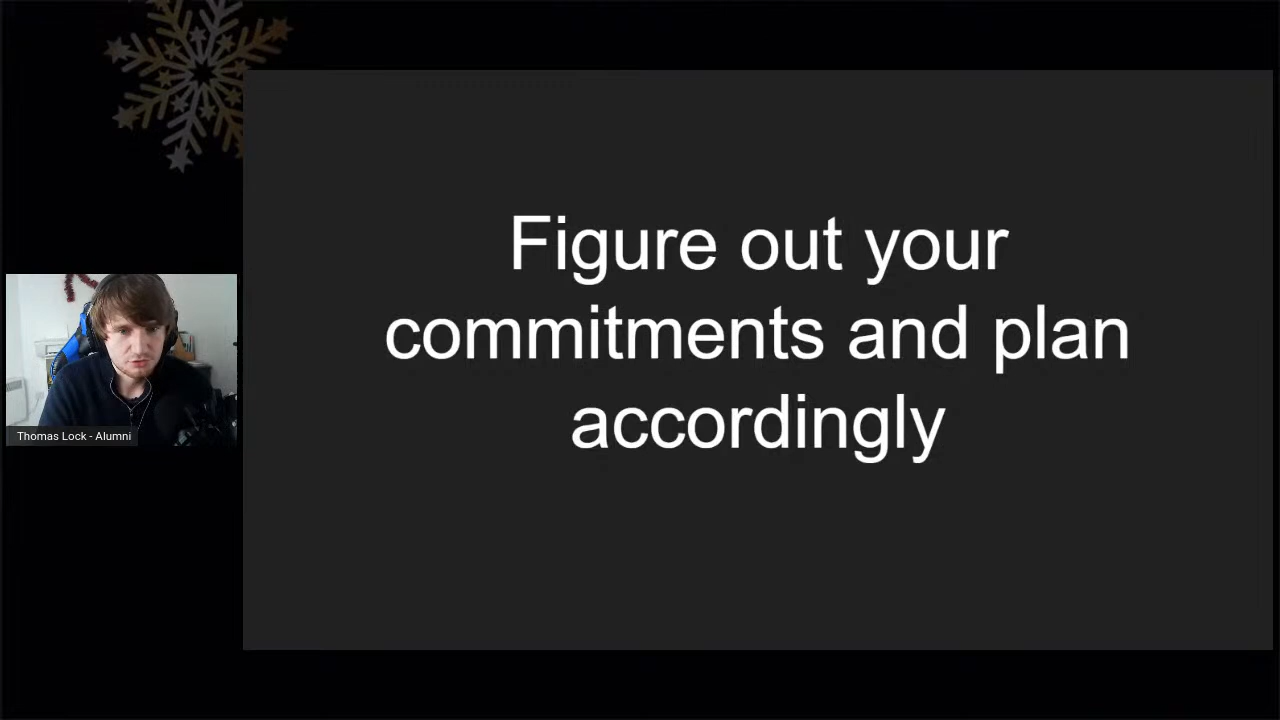 Figure out your
commitments and plan
accordingly
Thomas Lock - Alumni